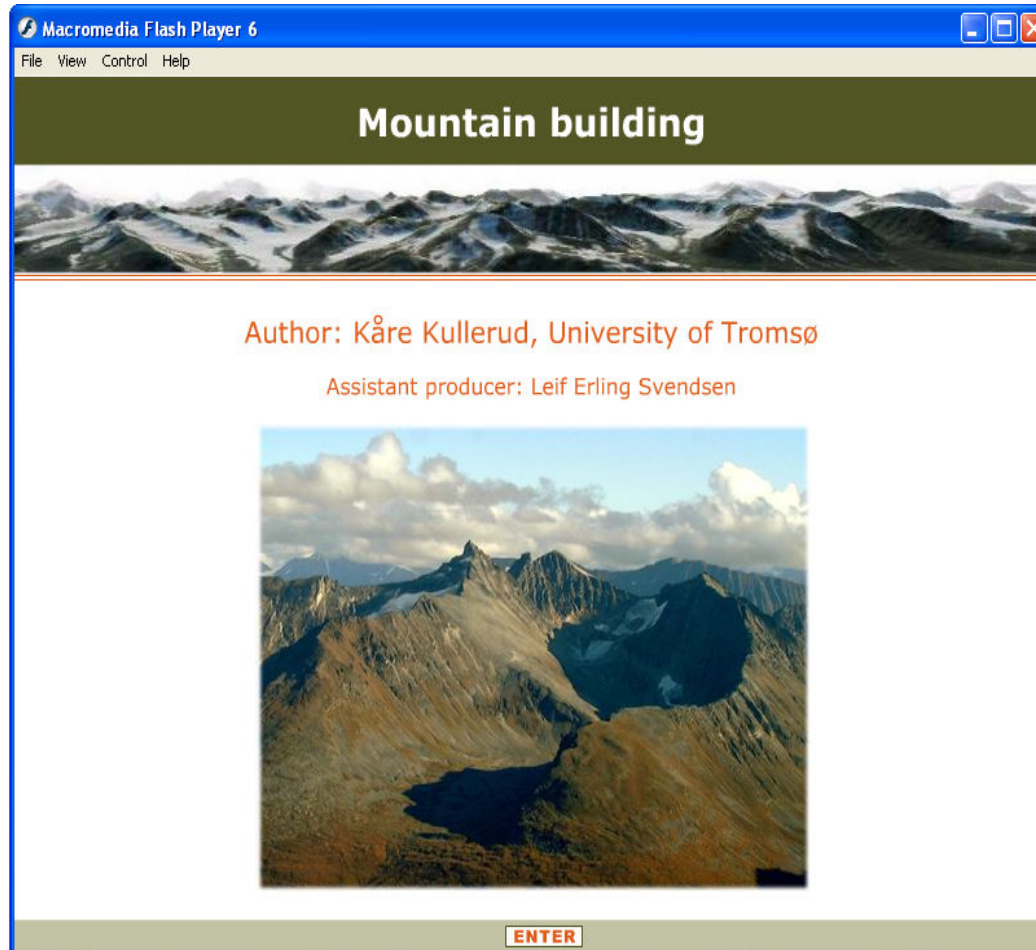 Macromedia Flash Player 6
File View Control Help
Mountain building
Author: Kåre Kullerud, University of Tromsø
Assistant producer: Leif Erling Svendsen
ENTER